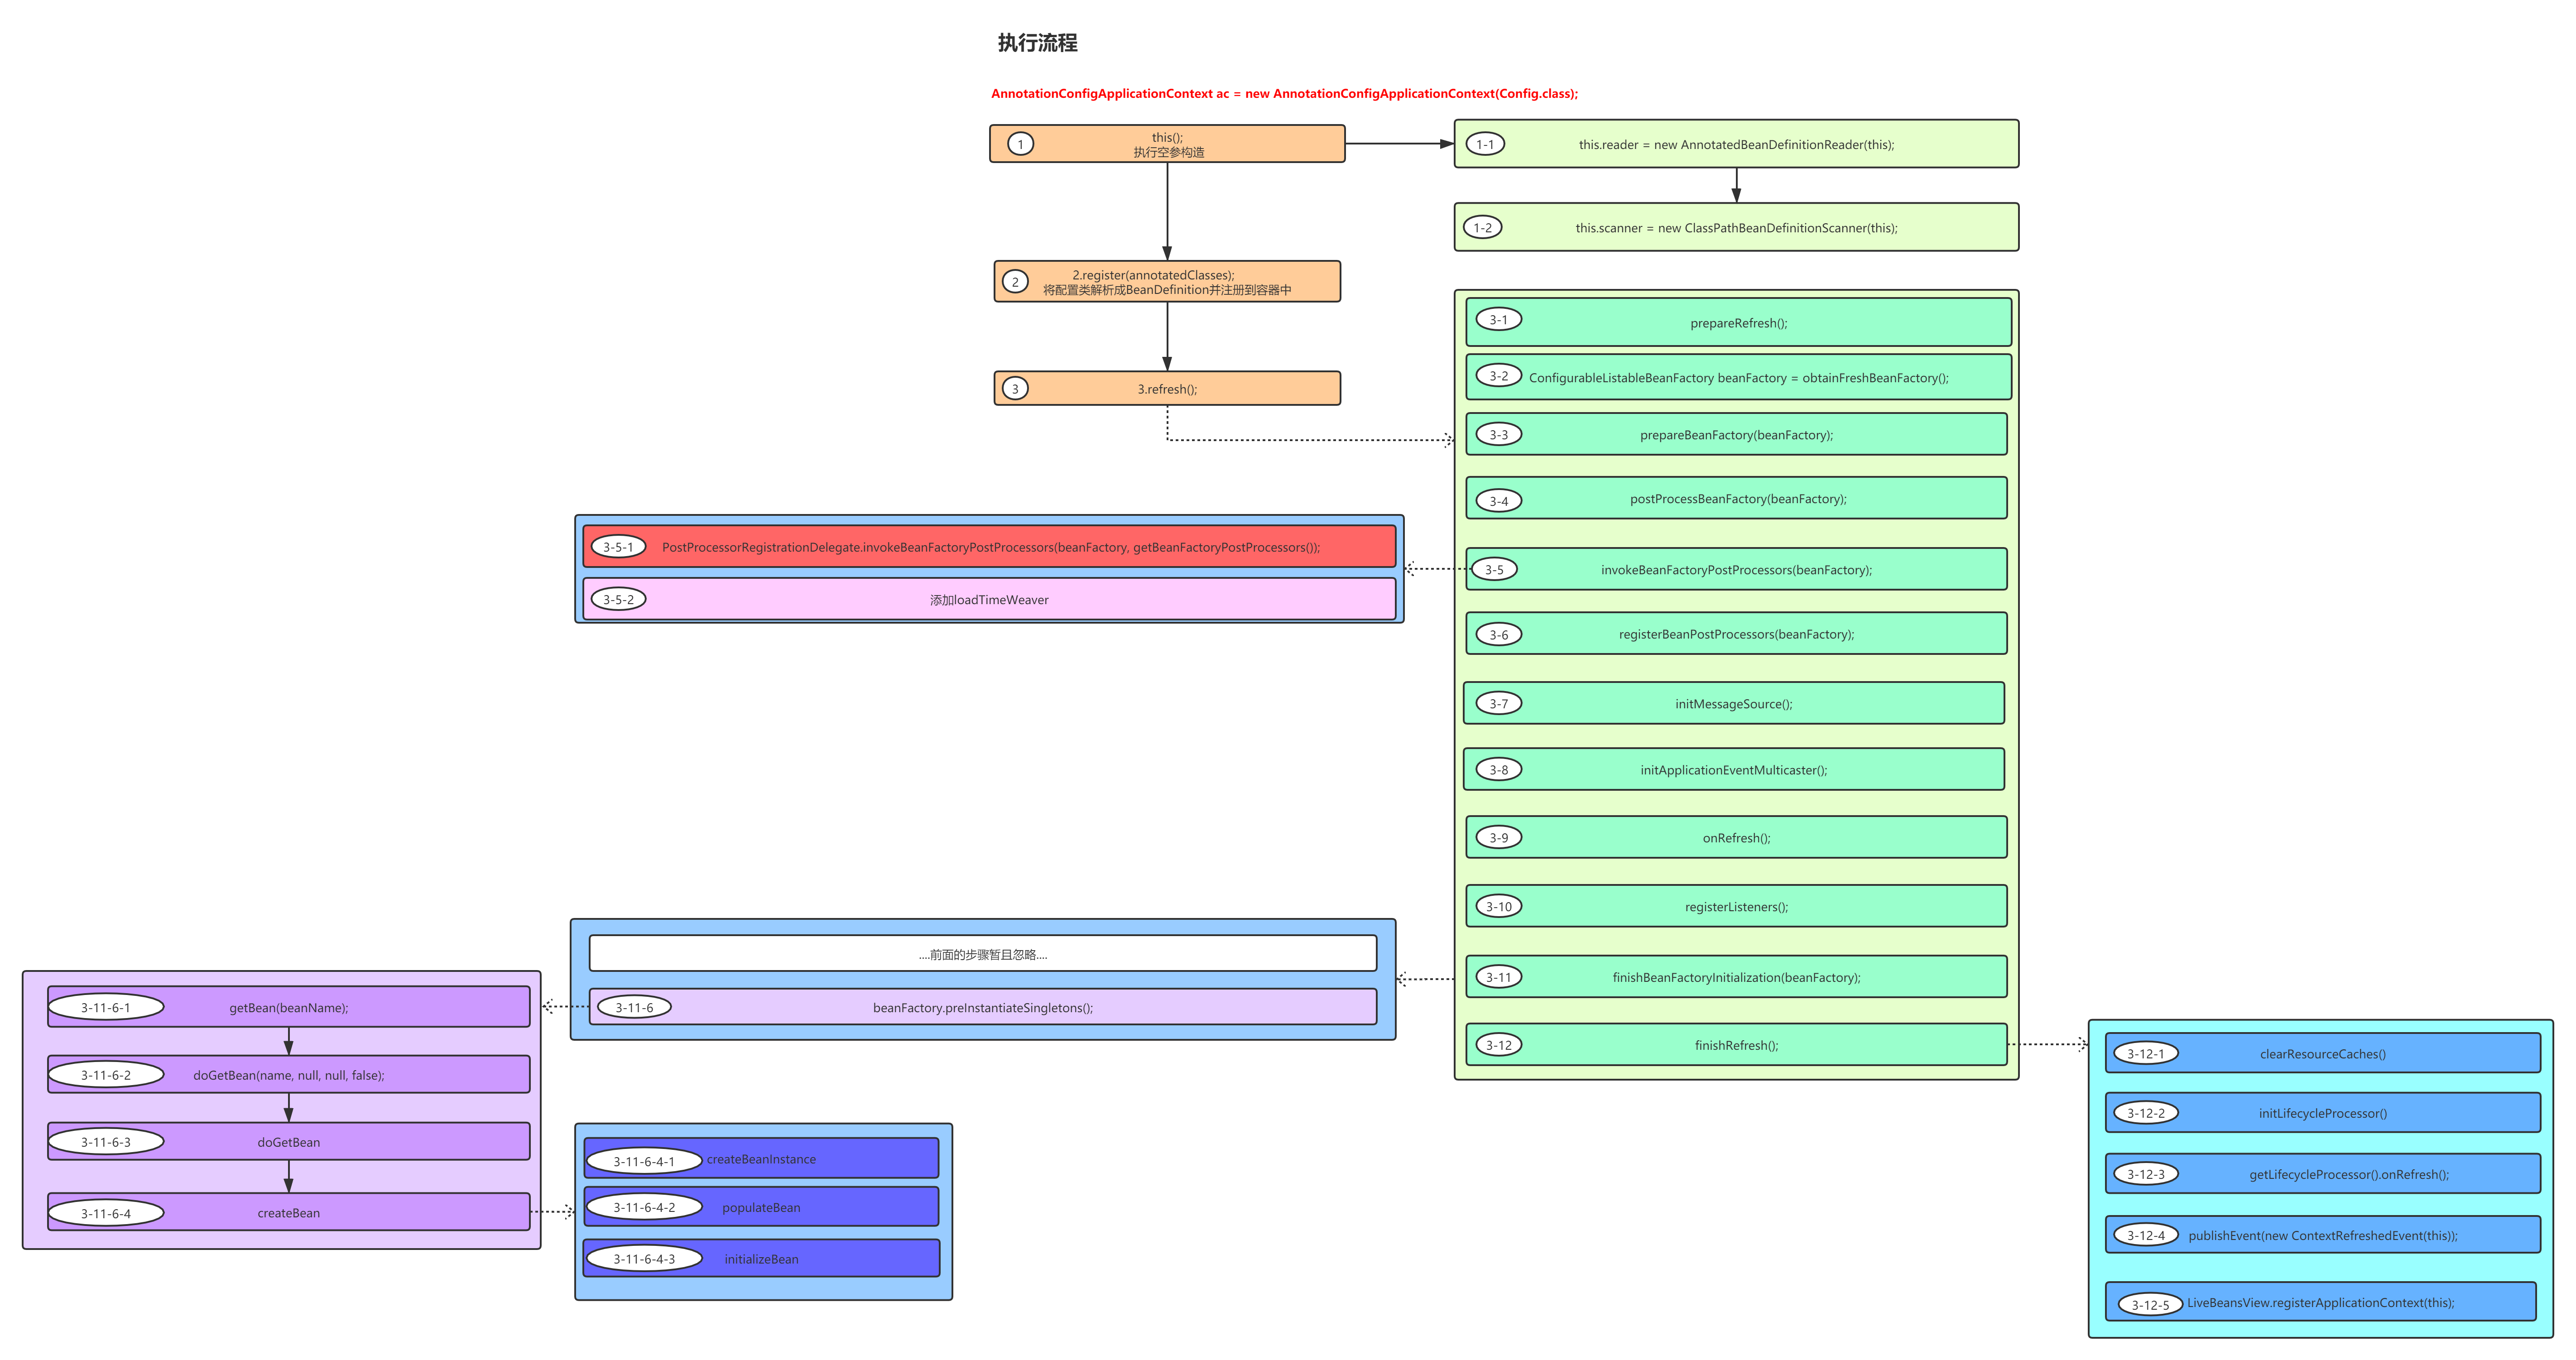 执行流程
AnnotationConfigApplicationContext ac = new AnnotationConfigApplicationContext(Config.class);
1
this();
执行空参构造
1-1
this.reader = new AnnotatedBeanDefinitionReader(this);
1-2
this.scanner = new ClassPathBeanDefinitionScanner(this);
2
2.register(annotatedClasses);
将配置类解析成BeanDefinition并注册到容器中
3
3.refresh();
3-1
prepareRefresh();
3-2
ConfigurableListableBeanFactory beanFactory = obtainFreshBeanFactory();
3-3
prepareBeanFactory(beanFactory);
3-4
postProcessBeanFactory(beanFactory);
3-5
invokeBeanFactoryPostProcessors(beanFactory);
3-5-1
PostProcessorRegistrationDelegate.invokeBeanFactoryPostProcessors(beanFactory, getBeanFactoryPostProcessors());
3-5-2
添加loadTimeWeaver
3-6
registerBeanPostProcessors(beanFactory);
3-7
initMessageSource();
3-8
initApplicationEventMulticaster();
3-9
onRefresh();
3-10
registerListeners();
3-11
finishBeanFactoryInitialization(beanFactory);
....前面的步骤暂且忽略....
3-11-6
beanFactory.preInstantiateSingletons();
3-11-6-1
getBean(beanName);
3-11-6-2
doGetBean(name, null, null, false);
3-11-6-3
doGetBean
3-11-6-4
createBean
3-11-6-4-1
createBeanInstance
3-11-6-4-2
populateBean
3-11-6-4-3
initializeBean
3-12
finishRefresh();
3-12-1
clearResourceCaches()
3-12-2
initLifecycleProcessor()
3-12-3
getLifecycleProcessor().onRefresh();
3-12-4
publishEvent(new ContextRefreshedEvent(this));
3-12-5
LiveBeansView.registerApplicationContext(this);